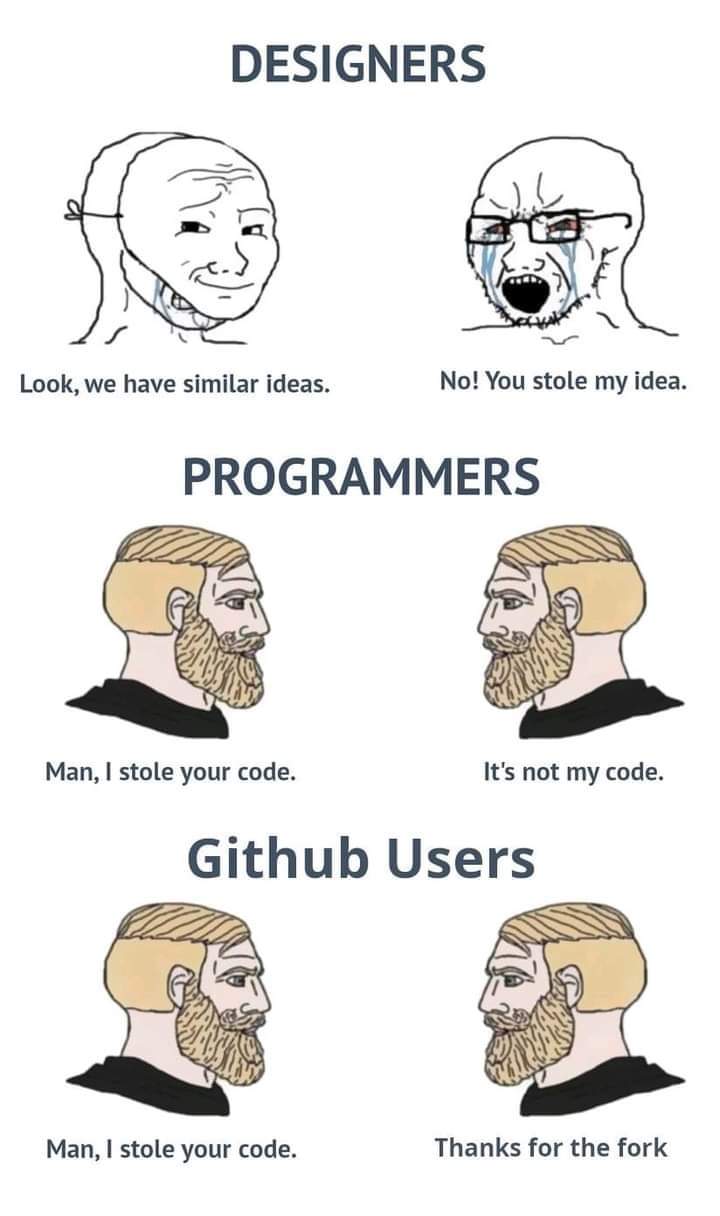 DESIGNERS
Look, we have similar ideas.
No! You stole my idea.
PROGRAMMERS
Man, I stole your code.
It's not my code.
Github Users
Man, I stole your code.
Thanks for the fork